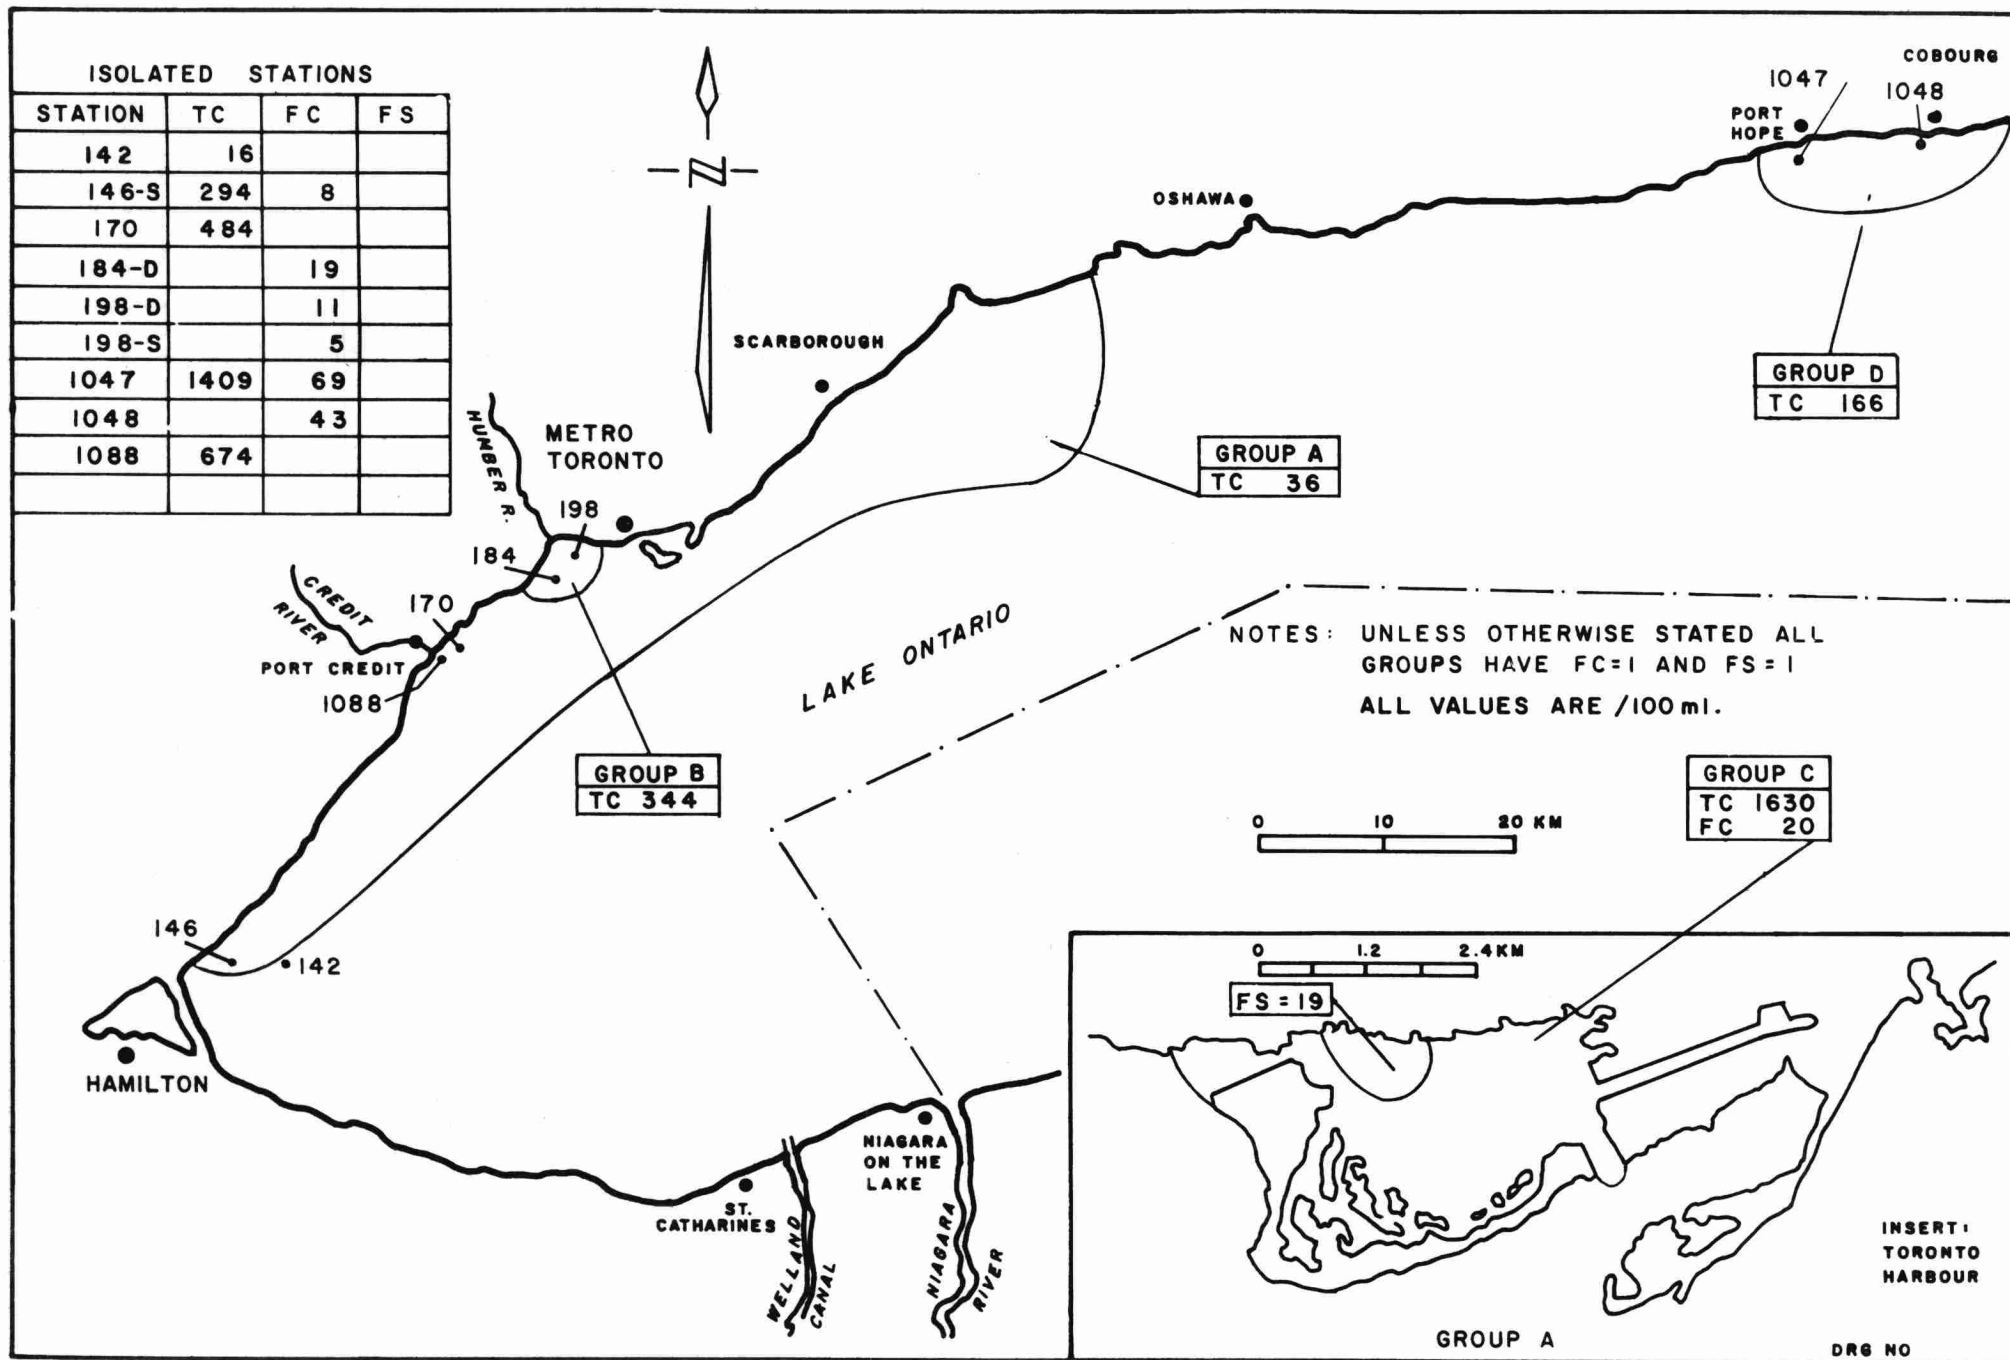 ISOLATED STATIONS
STATION TC FC FS
142 16
146-S 294 8
170 484
184-D 19
198-D 11
198-S 5
1047 1409 69
1048 43
1088 674
N
COBOURG
1047
1048
PORT
HOPE
OSHAWA
SCARBOROUGH
GROUP D
TC 166
HUMBER R.
METRO
TORONTO
GROUP A
TC 36
198
184
CREDIT
RIVER
170
PORT CREDIT
1088
LAKE ONTARIO
NOTES: UNLESS OTHERWISE STATED ALL
GROUPS HAVE FC=1 AND FS=1
ALL VALUES ARE /100 ml.
GROUP B
TC 344
GROUP C
TC 1630
FC 20
0 10 20 KM
146
142
HAMILTON
0 1.2 2.4 KM
FS = 19
NIAGARA
ON THE
LAKE
ST.
CATHARINES
WELLAND
CANAL
NIAGARA
RIVER
INSERT:
TORONTO
HARBOUR
GROUP A
DRG NO